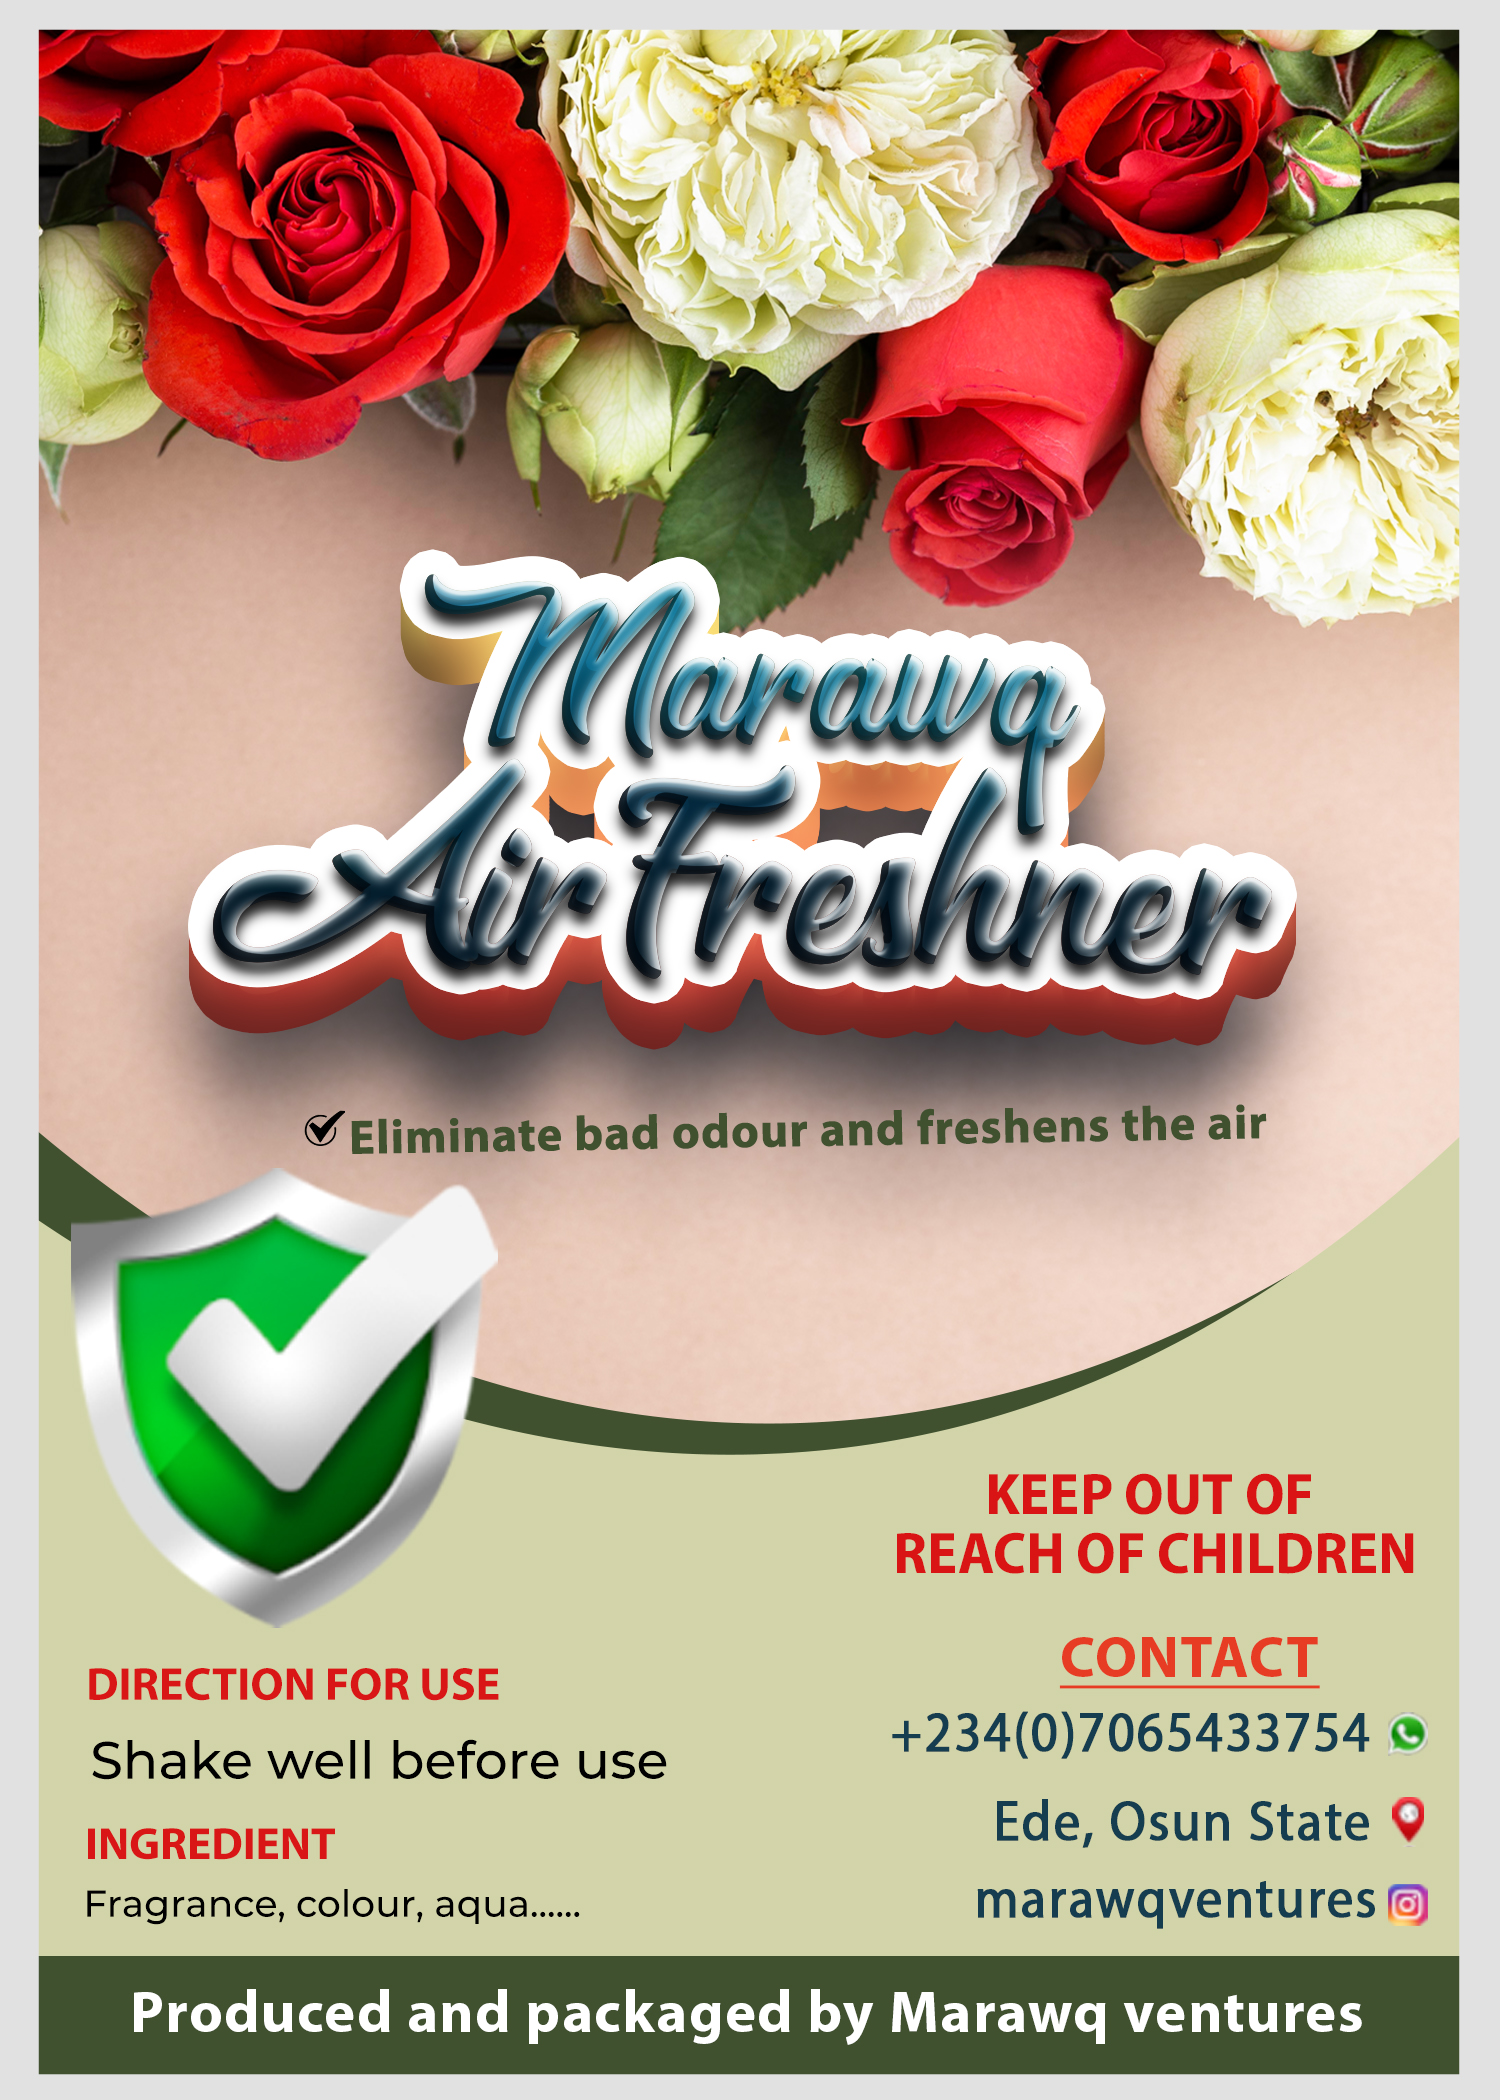 Marawq
Air Freshner
Eliminate bad odour and freshens the air
KEEP OUT OF
REACH OF CHILDREN
CONTACT
+234(0)7065433754
Ede, Osun State
marawqventures
DIRECTION FOR USE
Shake well before use
INGREDIENT
Fragrance, colour, aqua......
Produced and packaged by Marawq ventures